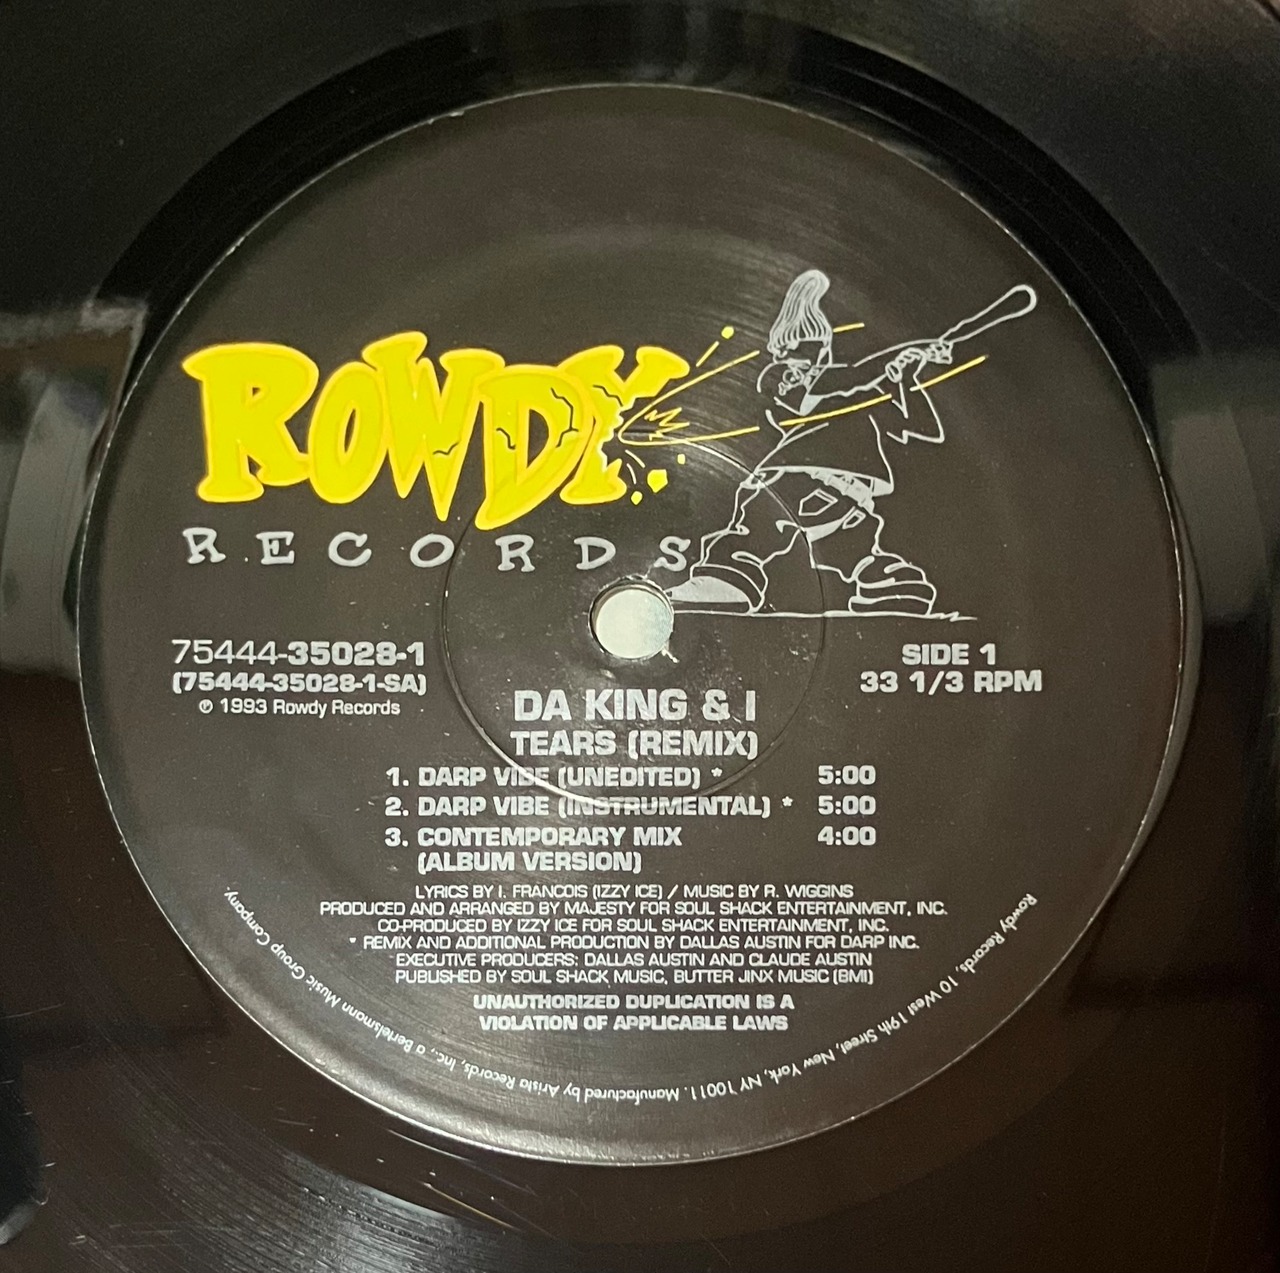 ROWDY
RECORDS
75444-35028-1
(75444-35028-1-SA)
℗ 1993 Rowdy Records
SIDE 1
33 1/3 RPM
DA KING & I
TEARS (REMIX)
1. DARP VIBE (UNEDITED) * 5:00
2. DARP VIBE (INSTRUMENTAL) * 5:00
3. CONTEMPORARY MIX 4:00
(ALBUM VERSION)
LYRICS BY I. FRANCOIS (IZZY ICE) / MUSIC BY R. WIGGINS
PRODUCED AND ARRANGED BY MAJESTY FOR SOUL SHACK ENTERTAINMENT, INC.
CO-PRODUCED BY IZZY ICE FOR SOUL SHACK ENTERTAINMENT, INC.
* REMIX AND ADDITIONAL PRODUCTION BY DALLAS AUSTIN FOR DARP INC.
EXECUTIVE PRODUCERS: DALLAS AUSTIN AND CLAUDE AUSTIN
PUBLISHED BY SOUL SHACK MUSIC, BUTTER JINX MUSIC (BMI)
UNAUTHORIZED DUPLICATION IS A
VIOLATION OF APPLICABLE LAWS
Rowdy Records, 10 West 19th Street, New York, NY 10011. Manufactured by Arista Records, Inc., a Bertelsmann Music Group Company.